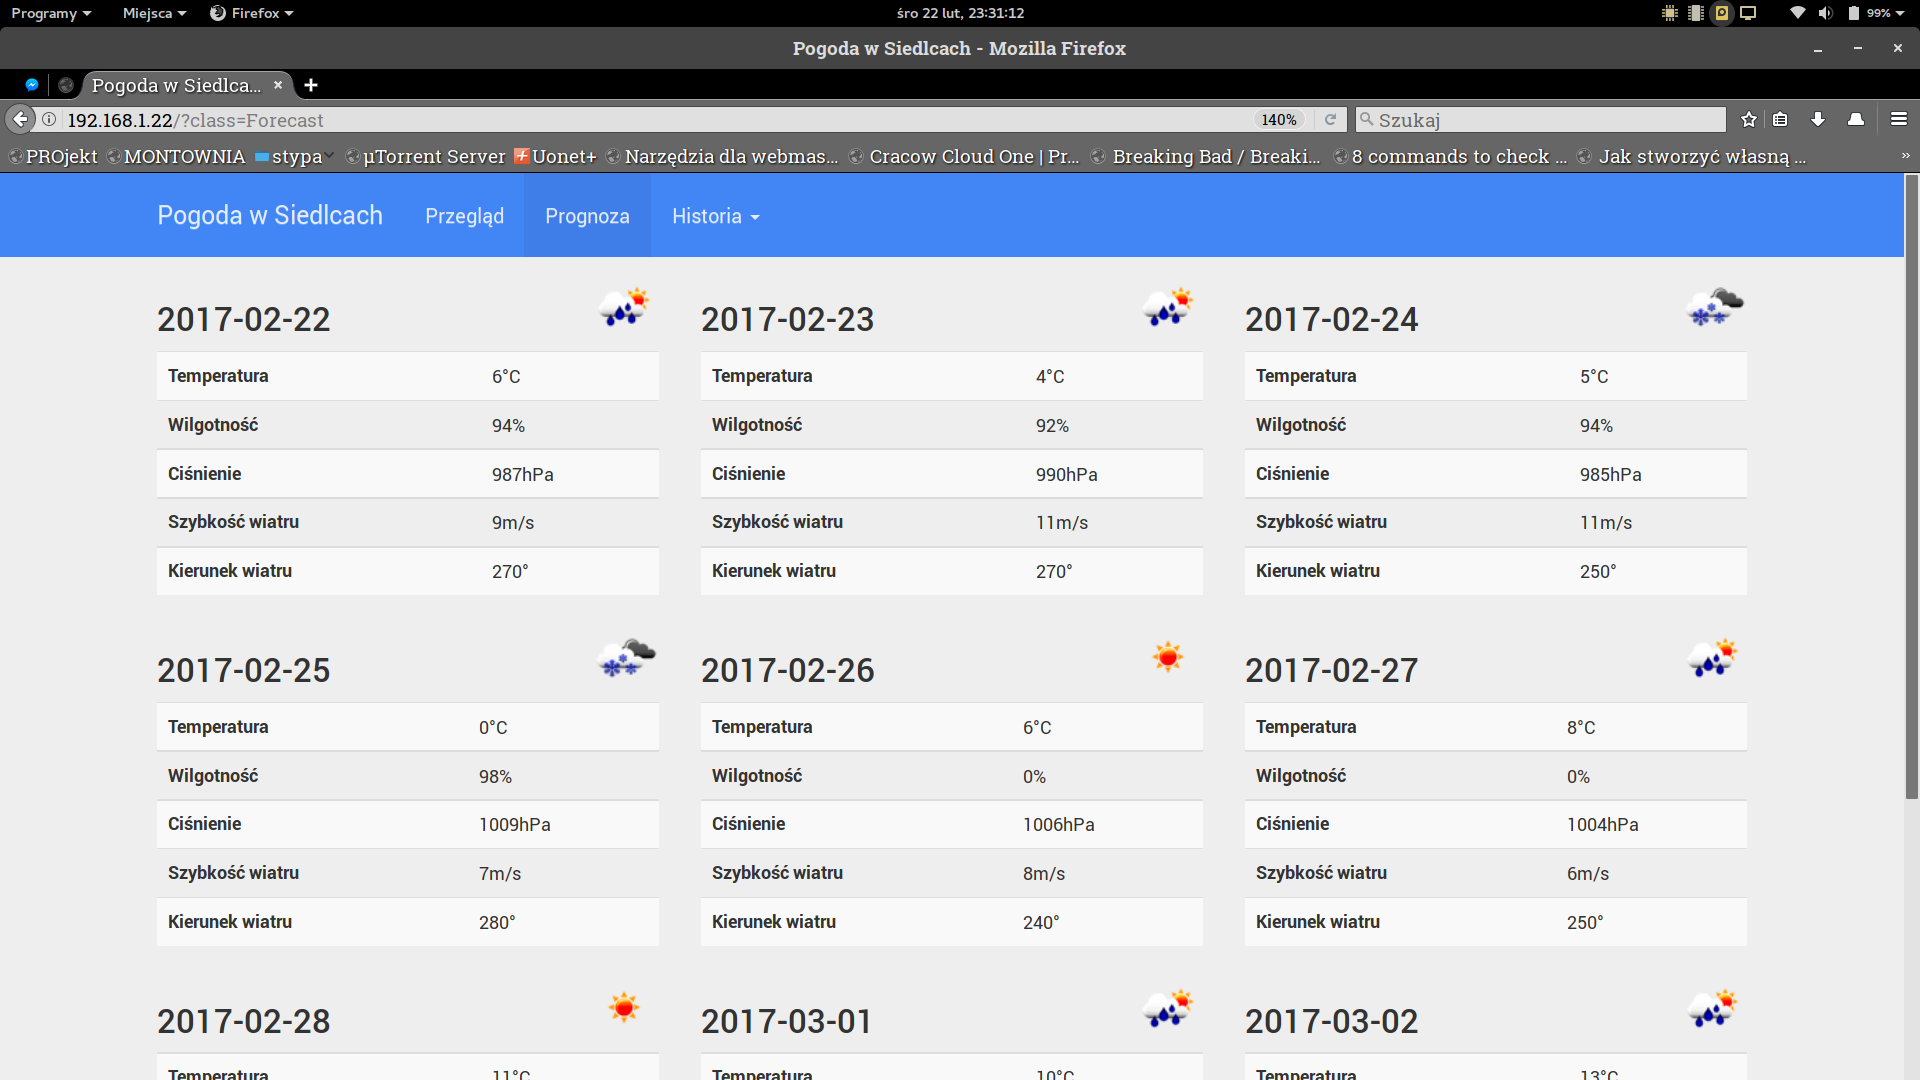 Programy Miejsca Firefox śro 22 lut, 23:31:12 99%
Pogoda w Siedlcach - Mozilla Firefox
Pogoda w Siedlca...
192.168.1.22/?class=Forecast 140% Szukaj
PROjekt MONTOWNIA stypa µTorrent Server Uonet+ Narzędzia dla webmas... Cracow Cloud One | Pr... Breaking Bad / Breaki... 8 commands to check ... Jak stworzyć własną ... »
Pogoda w Siedlcach Przegląd Prognoza Historia
2017-02-22
Temperatura 6°C
Wilgotność 94%
Ciśnienie 987hPa
Szybkość wiatru 9m/s
Kierunek wiatru 270°
2017-02-23
Temperatura 4°C
Wilgotność 92%
Ciśnienie 990hPa
Szybkość wiatru 11m/s
Kierunek wiatru 270°
2017-02-24
Temperatura 5°C
Wilgotność 94%
Ciśnienie 985hPa
Szybkość wiatru 11m/s
Kierunek wiatru 250°
2017-02-25
Temperatura 0°C
Wilgotność 98%
Ciśnienie 1009hPa
Szybkość wiatru 7m/s
Kierunek wiatru 280°
2017-02-26
Temperatura 6°C
Wilgotność 0%
Ciśnienie 1006hPa
Szybkość wiatru 8m/s
Kierunek wiatru 240°
2017-02-27
Temperatura 8°C
Wilgotność 0%
Ciśnienie 1004hPa
Szybkość wiatru 6m/s
Kierunek wiatru 250°
2017-02-28
Temperatura 11°C
2017-03-01
Temperatura 10°C
2017-03-02
Temperatura 13°C